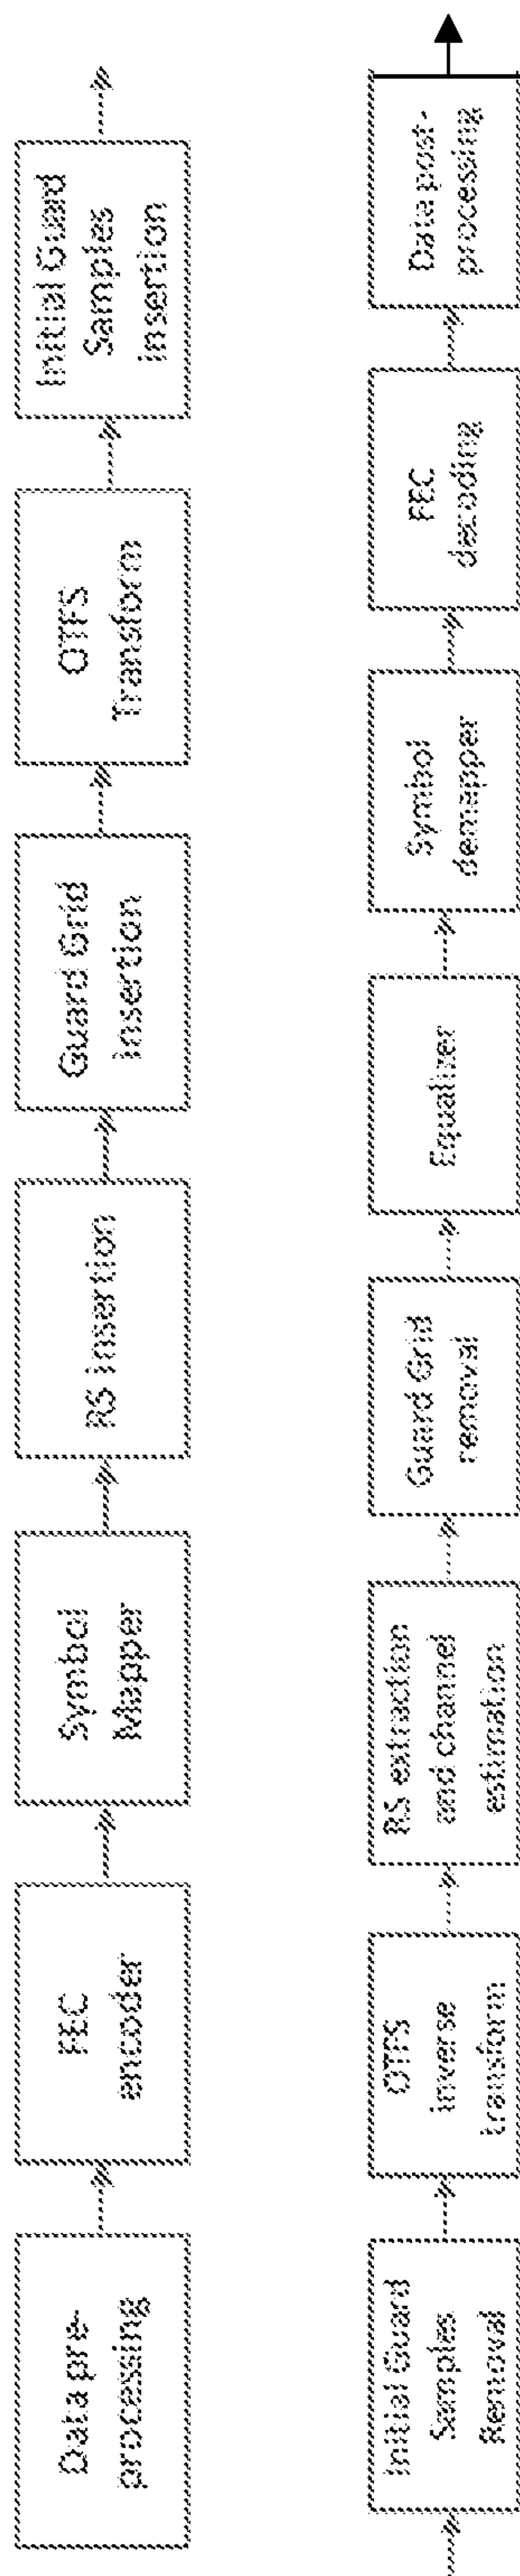 Data pre-
processing
FEC
encoder
Symbol
Mapper
RS insertion
Guard Grid
insertion
OTFS
Transform
Initial Guard
Samples
insertion
Initial Guard
Samples
Removal
OTFS
inverse
transform
RS extraction
and channel
estimation
Guard Grid
removal
Equalizer
Symbol
demapper
FEC
decoding
Data post-
processing